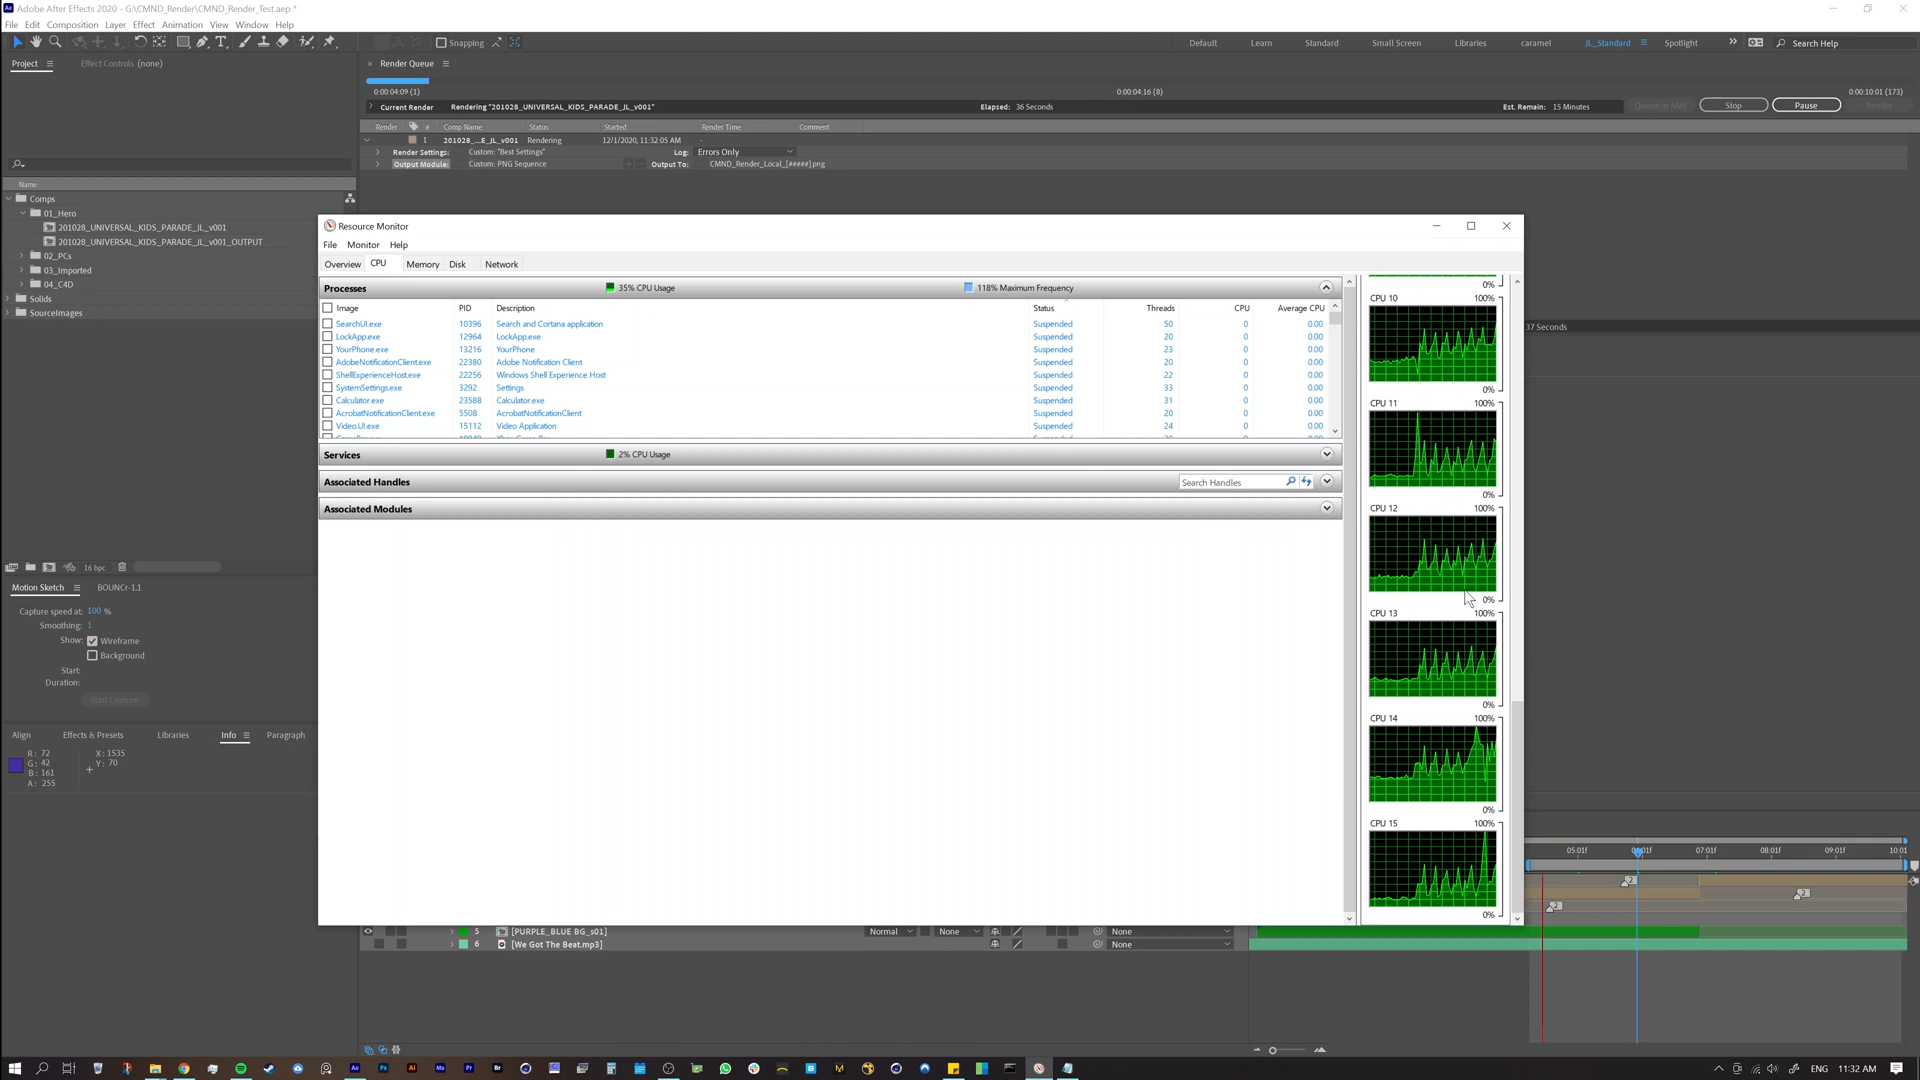 Adobe After Effects 2020 - G:\CMND_Render\CMND_Render_Test.aep *
File Edit Composition Layer Effect Animation View Window Help
Snapping
Default Learn Standard Small Screen Libraries caramel JL_Standard Spotlight Search Help
Project Effect Controls (none)
Render Queue
0:00:04:09 (1) 0:00:04:16 (8) 0:00:10:01 (173)
Current Render Rendering "201028_UNIVERSAL_KIDS_PARADE_JL_v001" Elapsed: 36 Seconds Est. Remain: 15 Minutes Queue in AME Stop Pause Render
Render # Comp Name Status Started Render Time Comment
1 201028_...E_JL_v001 Rendering 12/1/2020, 11:32:05 AM
Render Settings: Custom: "Best Settings" Log: Errors Only
Output Module: Custom: PNG Sequence Output To: CMND_Render_Local_[#####].png
Name
Comps
01_Hero
201028_UNIVERSAL_KIDS_PARADE_JL_v001
201028_UNIVERSAL_KIDS_PARADE_JL_v001_OUTPUT
02_PCs
03_Imported
04_C4D
Solids
SourceImages
Resource Monitor
File Monitor Help
Overview CPU Memory Disk Network
Processes 35% CPU Usage 118% Maximum Frequency
Image PID Description Status Threads CPU Average CPU
SearchUI.exe 10396 Search and Cortana application Suspended 50 0 0.00
LockApp.exe 12964 LockApp.exe Suspended 20 0 0.00
YourPhone.exe 13216 YourPhone Suspended 23 0 0.00
AdobeNotificationClient.exe 22380 Adobe Notification Client Suspended 20 0 0.00
ShellExperienceHost.exe 22256 Windows Shell Experience Host Suspended 22 0 0.00
SystemSettings.exe 3292 Settings Suspended 33 0 0.00
Calculator.exe 23588 Calculator.exe Suspended 31 0 0.00
AcrobatNotificationClient.exe 5508 AcrobatNotificationClient Suspended 20 0 0.00
Video.UI.exe 15112 Video Application Suspended 24 0 0.00
Services 2% CPU Usage
Associated Handles Search Handles
Associated Modules
0%
CPU 10 100%
0%
CPU 11 100%
0%
CPU 12 100%
0%
CPU 13 100%
0%
CPU 14 100%
0%
CPU 15 100%
0%
37 Seconds
16 bpc
Motion Sketch BOUNCr-1.1
Capture speed at: 100 %
Smoothing: 1
Show: Wireframe
Background
Start:
Duration:
Start Capture
Align Effects & Presets Libraries Info Paragraph
R: 72 X: 1535
G: 42 Y: 70
B: 161
A: 255
05:01f 06:01f 07:01f 08:01f 09:01f 10:01
2
2
2
5 [PURPLE_BLUE BG_s01] Normal None None
6 [We Got The Beat.mp3] None
ENG 11:32 AM